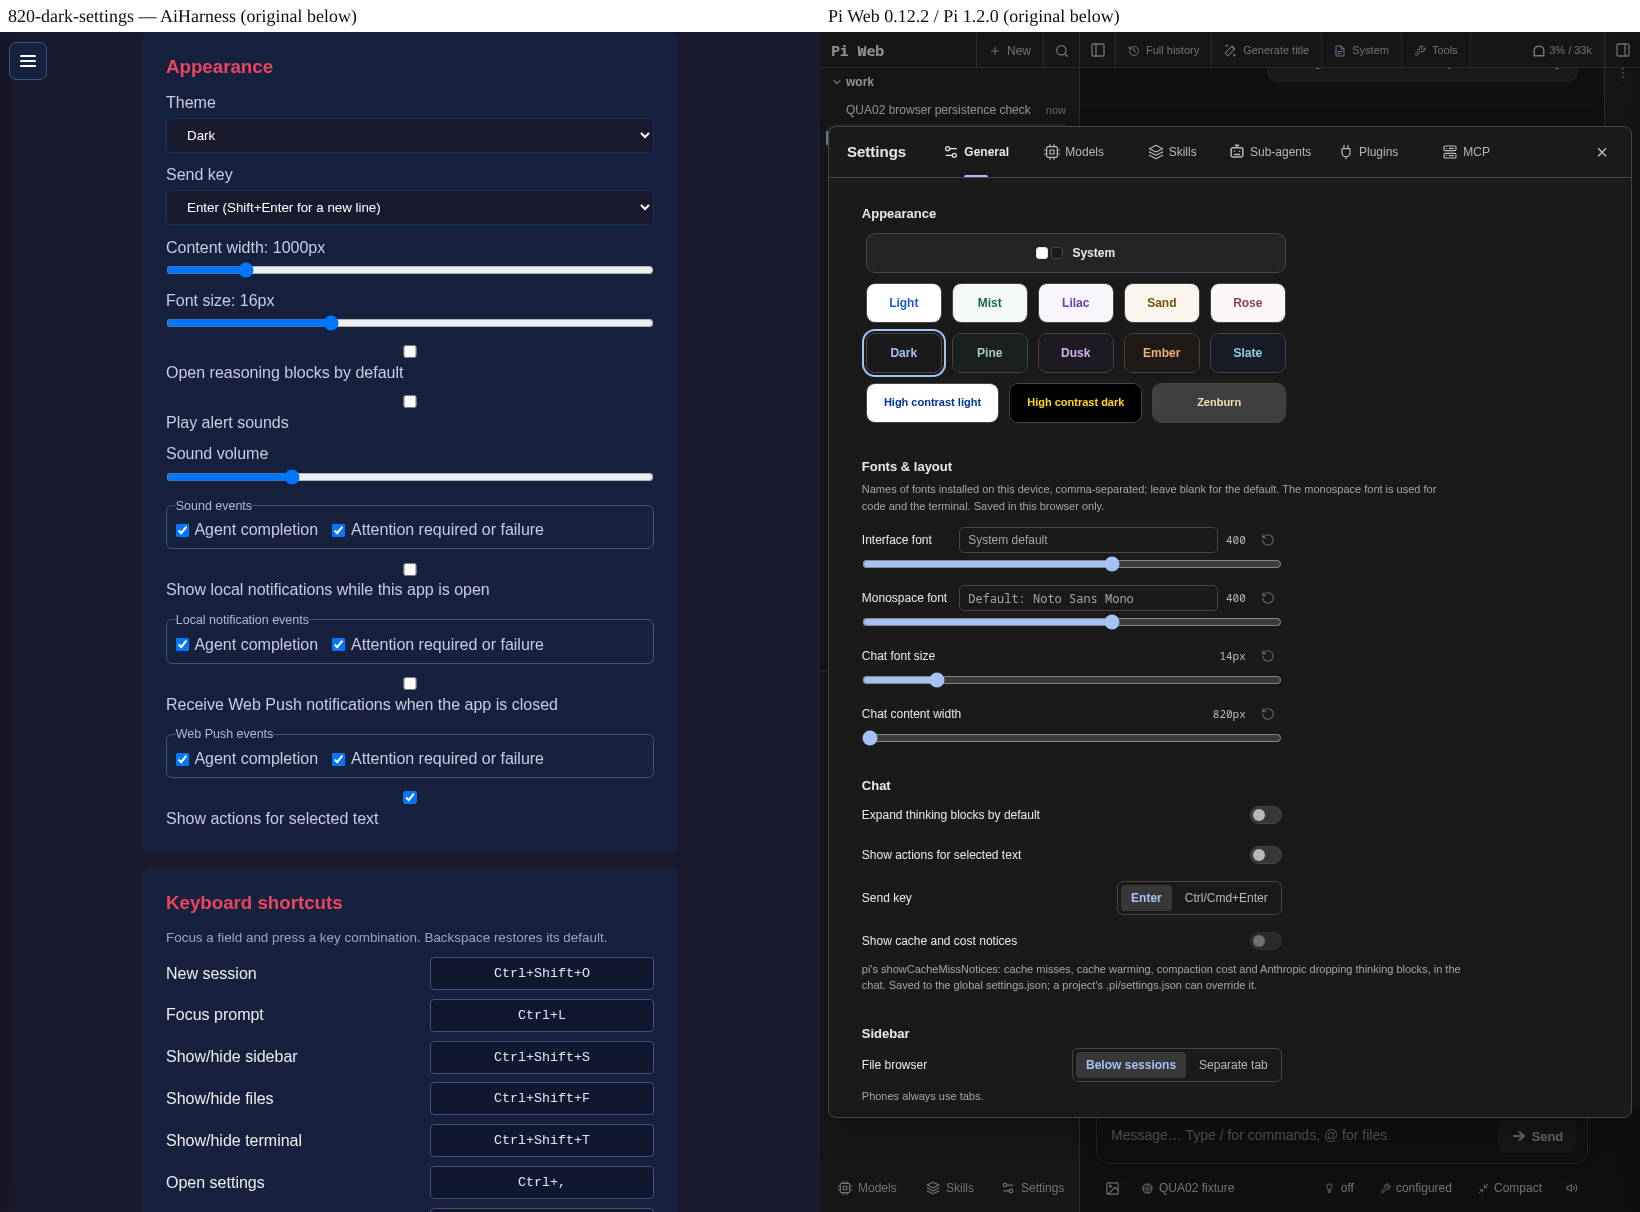 820-dark-settings — AiHarness (original below)
Appearance
Theme
Dark
Send key
Enter (Shift+Enter for a new line)
Content width: 1000px
Font size: 16px
Open reasoning blocks by default
Play alert sounds
Sound volume
Sound events
Agent completion Attention required or failure
Show local notifications while this app is open
Local notification events
Agent completion Attention required or failure
Receive Web Push notifications when the app is closed
Web Push events
Agent completion Attention required or failure
Show actions for selected text
Keyboard shortcuts
Focus a field and press a key combination. Backspace restores its default.
New session Ctrl+Shift+O
Focus prompt Ctrl+L
Show/hide sidebar Ctrl+Shift+S
Show/hide files Ctrl+Shift+F
Show/hide terminal Ctrl+Shift+T
Open settings Ctrl+,
Pi Web 0.12.2 / Pi 1.2.0 (original below)
Pi Web New Full history Generate title System Tools 3% / 33k
work
QUA02 browser persistence check now
Settings General Models Skills Sub-agents Plugins MCP
Appearance
System
Light Mist Lilac Sand Rose
Dark Pine Dusk Ember Slate
High contrast light High contrast dark Zenburn
Fonts & layout
Names of fonts installed on this device, comma-separated; leave blank for the default. The monospace font is used for
code and the terminal. Saved in this browser only.
Interface font System default 400
Monospace font Default: Noto Sans Mono 400
Chat font size 14px
Chat content width 820px
Chat
Expand thinking blocks by default
Show actions for selected text
Send key Enter Ctrl/Cmd+Enter
Show cache and cost notices
pi's showCacheMissNotices: cache misses, cache warming, compaction cost and Anthropic dropping thinking blocks, in the
chat. Saved to the global settings.json; a project's .pi/settings.json can override it.
Sidebar
File browser Below sessions Separate tab
Phones always use tabs.
Message… Type / for commands, @ for files Send
Models Skills Settings QUA02 fixture off configured Compact